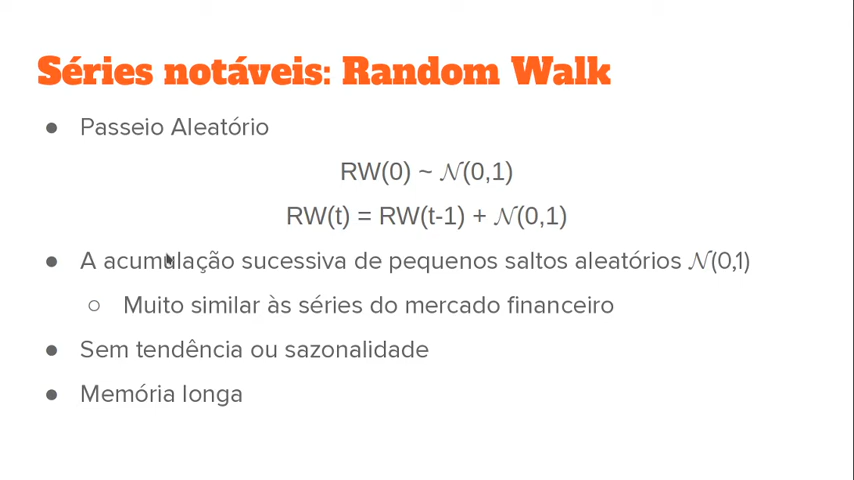 Séries notáveis: Random Walk
● Passeio Aleatório
RW(0) ~ 𝒩(0,1)
RW(t) = RW(t-1) + 𝒩(0,1)
● A acumulação sucessiva de pequenos saltos aleatórios 𝒩(0,1)
○ Muito similar às séries do mercado financeiro
● Sem tendência ou sazonalidade
● Memória longa